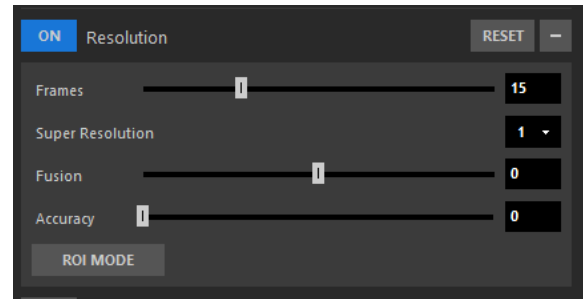 ON Resolution RESET –
Frames 15
Super Resolution 1
Fusion 0
Accuracy 0
ROI MODE